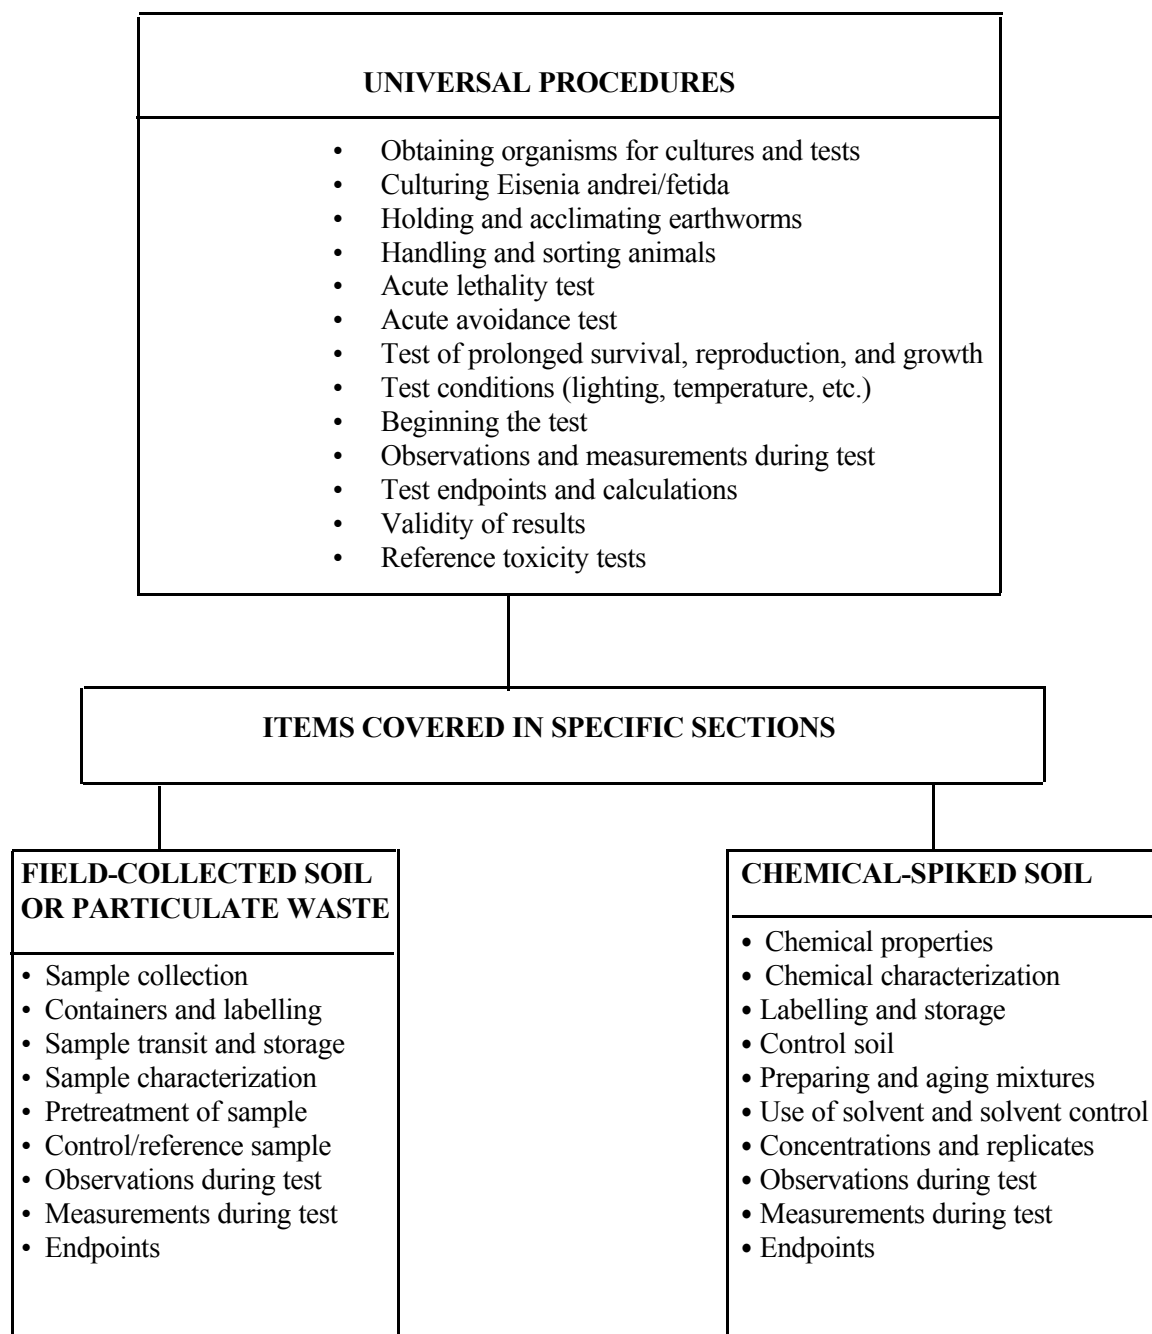 UNIVERSAL PROCEDURES
• Obtaining organisms for cultures and tests
• Culturing Eisenia andrei/fetida
• Holding and acclimating earthworms
• Handling and sorting animals
• Acute lethality test
• Acute avoidance test
• Test of prolonged survival, reproduction, and growth
• Test conditions (lighting, temperature, etc.)
• Beginning the test
• Observations and measurements during test
• Test endpoints and calculations
• Validity of results
• Reference toxicity tests
ITEMS COVERED IN SPECIFIC SECTIONS
FIELD-COLLECTED SOIL
OR PARTICULATE WASTE
• Sample collection
• Containers and labelling
• Sample transit and storage
• Sample characterization
• Pretreatment of sample
• Control/reference sample
• Observations during test
• Measurements during test
• Endpoints
CHEMICAL-SPIKED SOIL
• Chemical properties
• Chemical characterization
• Labelling and storage
• Control soil
• Preparing and aging mixtures
• Use of solvent and solvent control
• Concentrations and replicates
• Observations during test
• Measurements during test
• Endpoints